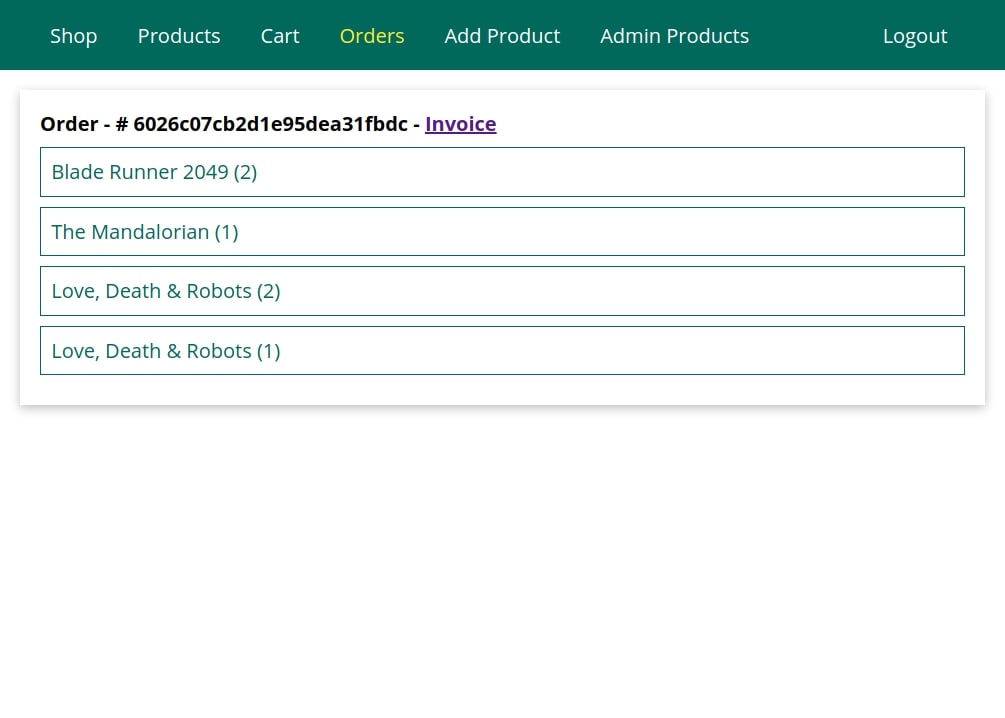 Shop Products Cart Orders Add Product Admin Products Logout
Order - # 6026c07cb2d1e95dea31fbdc - Invoice
Blade Runner 2049 (2)
The Mandalorian (1)
Love, Death & Robots (2)
Love, Death & Robots (1)